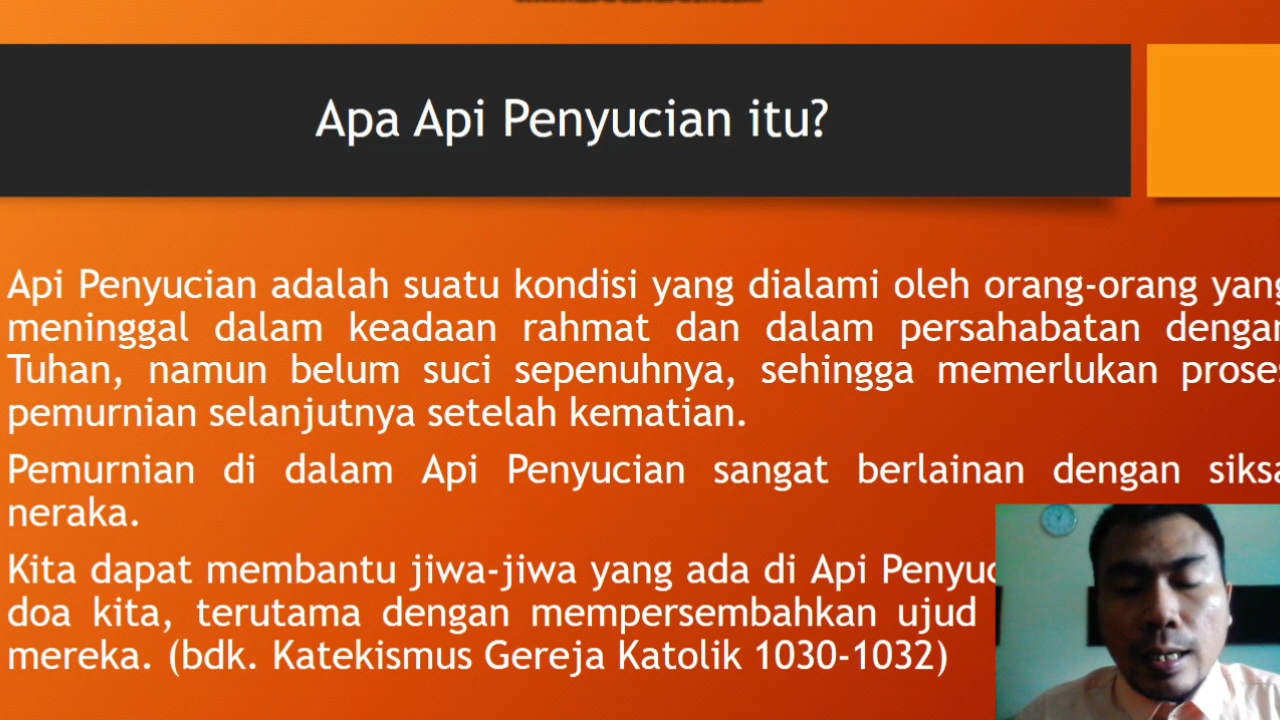 Apa Api Penyucian itu?
Api Penyucian adalah suatu kondisi yang dialami oleh orang-orang yang
meninggal dalam keadaan rahmat dan dalam persahabatan dengan
Tuhan, namun belum suci sepenuhnya, sehingga memerlukan proses
pemurnian selanjutnya setelah kematian.
Pemurnian di dalam Api Penyucian sangat berlainan dengan siksa
neraka.
Kita dapat membantu jiwa-jiwa yang ada di Api
doa kita, terutama dengan mempersembahkan ujud
mereka. (bdk. Katekismus Gereja Katolik 1030-1032)